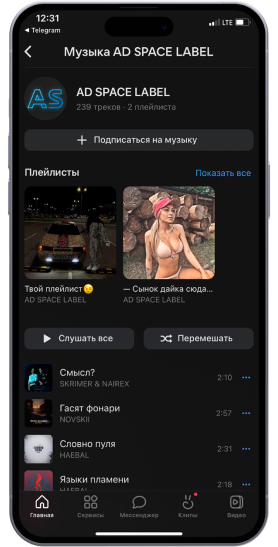 12:31
LTE
Telegram
Музыка AD SPACE LABEL
AS
AD SPACE LABEL
239 треков · 2 плейлиста
+ Подписаться на музыку
Плейлисты Показать все
Твой плейлист😔 — Сынок дайка сюда...
AD SPACE LABEL AD SPACE LABEL
Слушать все Перемешать
Смысл?
SKRIMER & NAIREX 2:10
Гасят фонари
NOVSKII 2:57
Словно пуля
HAEBAL 2:31
Языки пламени
HAEBAL 2:18
Главная Сервисы Мессенджер Клипы Видео